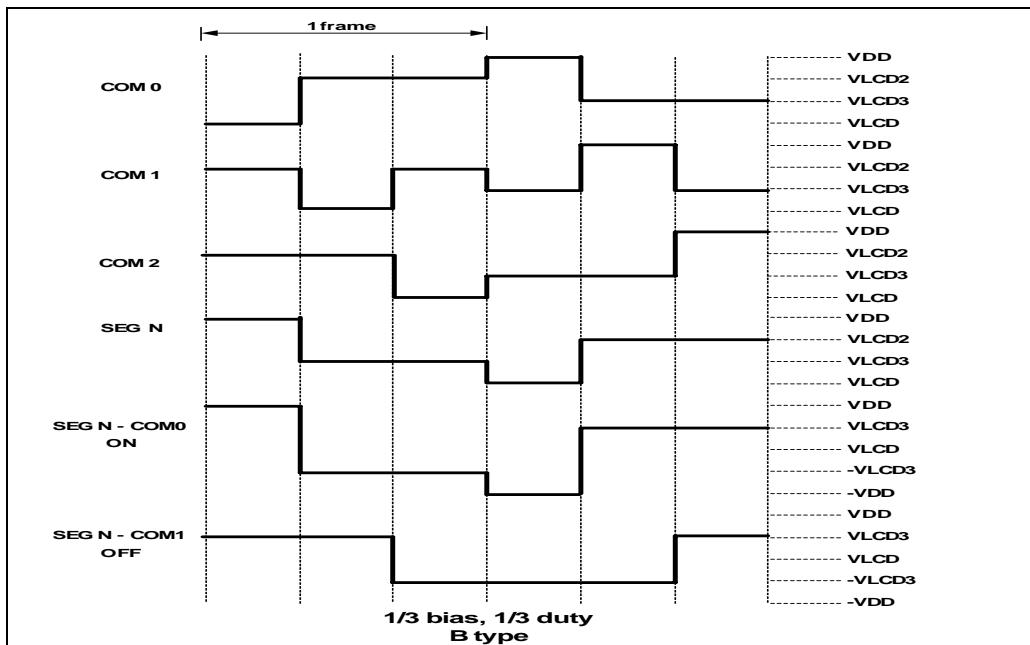 1 frame
COM 0
VDD
VLCD2
VLCD3
VLCD
COM 1
VDD
VLCD2
VLCD3
VLCD
COM 2
VDD
VLCD2
VLCD3
VLCD
SEG N
VDD
VLCD2
VLCD3
VLCD
SEG N - COM0
ON
VDD
VLCD3
VLCD
-VLCD3
-VDD
SEG N - COM1
OFF
VDD
VLCD3
VLCD
-VLCD3
-VDD
1/3 bias, 1/3 duty
B type